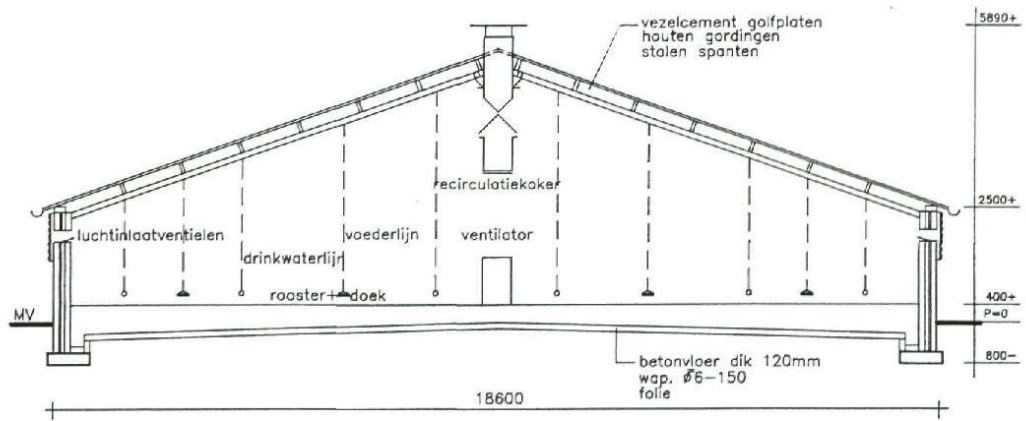 vezelcement golfplaten
houten gordingen
stalen spanten
5890+
2500+
recirculatiekoker
luchtinlaatventielen
voederlijn
ventilator
drinkwaterlijn
rooster+doek
400+
MV
P=0
betonvloer dik 120mm
wap. Ø6-150
folie
800-
18600